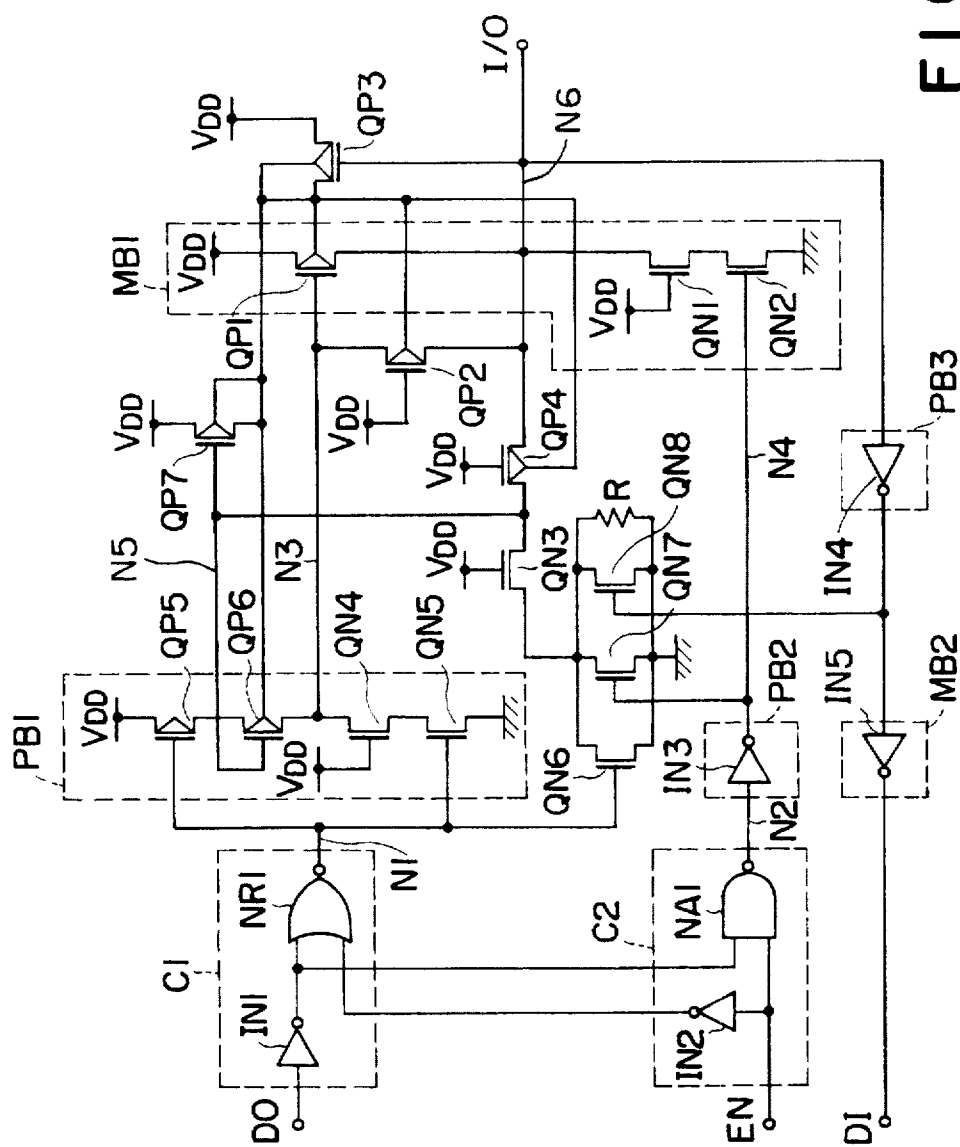 FIG
I/O
VDD
QP3
N6
MB1
VDD
QP1
VDD
QN1
QN2
VDD
QP7
VDD
QP2
VDD
QP4
N5
N3
VDD
QN3
R
QN8
QN7
N4
PB3
IN4
PB1
VDD
QP5
QP6
VDD
QN4
QN5
QN6
PB2
IN3
IN5
MB2
N1
N2
C1
NR1
IN1
C2
NA1
IN2
DO
EN
DI